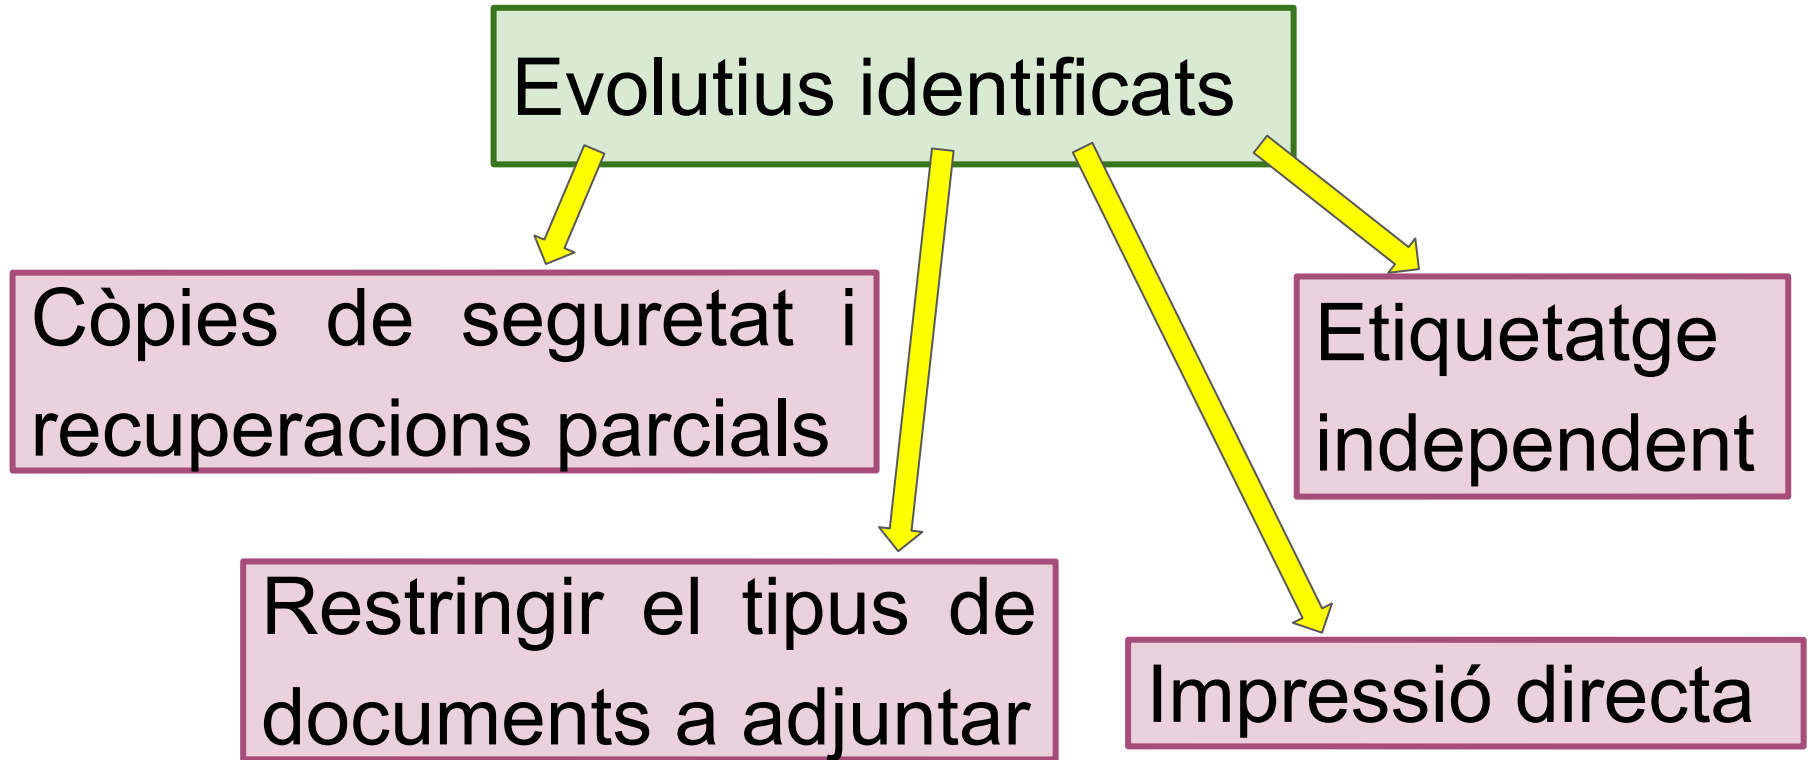 Evolutius identificats
Còpies de seguretat i
recuperacions parcials
Etiquetatge
independent
Restringir el tipus de
documents a adjuntar
Impressió directa